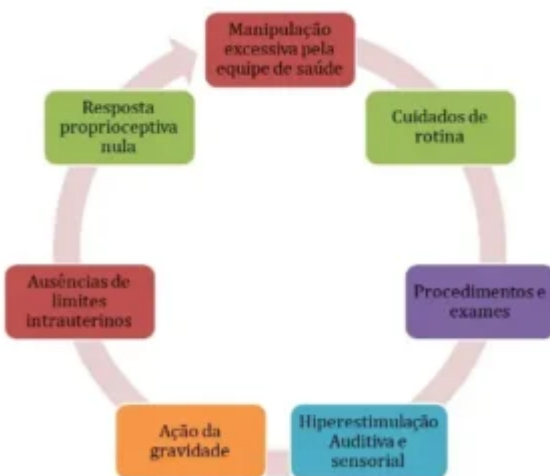 Manipulação
excessiva pela
equipe de saúde
Cuidados de
rotina
Procedimentos e
exames
Hiperestimulação
Auditiva e
sensorial
Ação da
gravidade
Ausências de
limites
intrauterinos
Resposta
proprioceptiva
nula